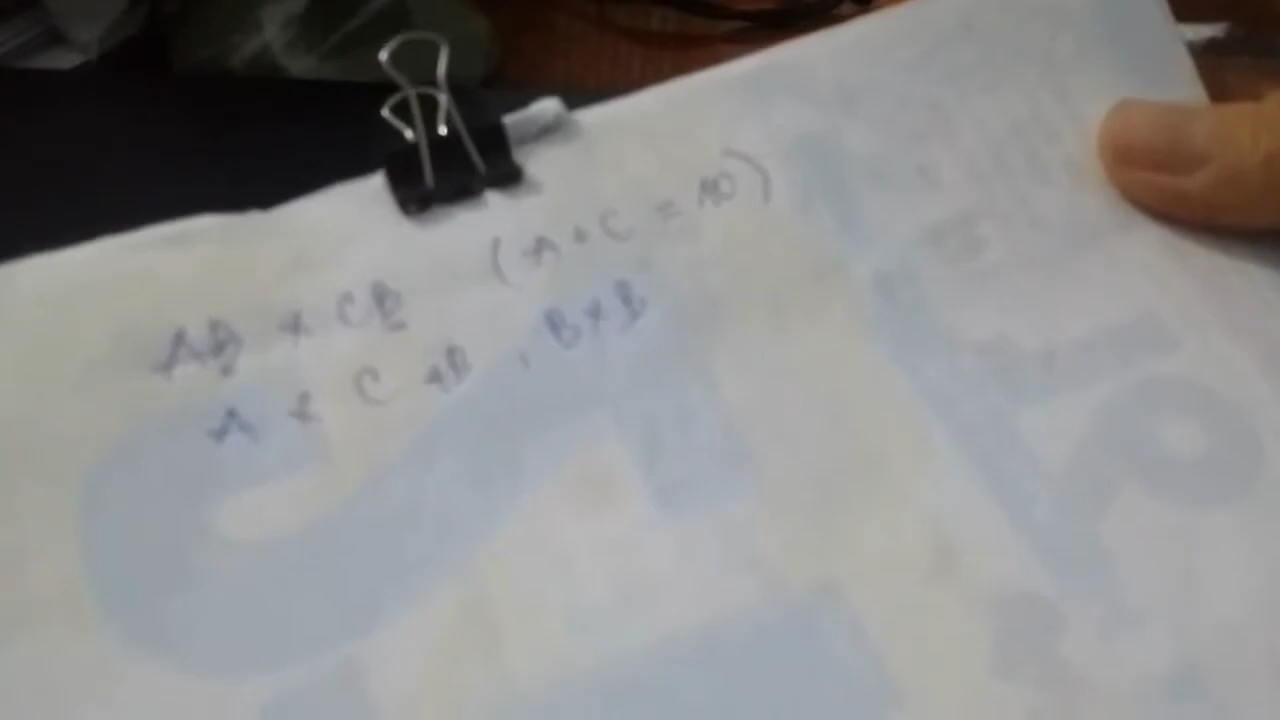 AB × CB (A + C = 10)
A × C + B , B × B